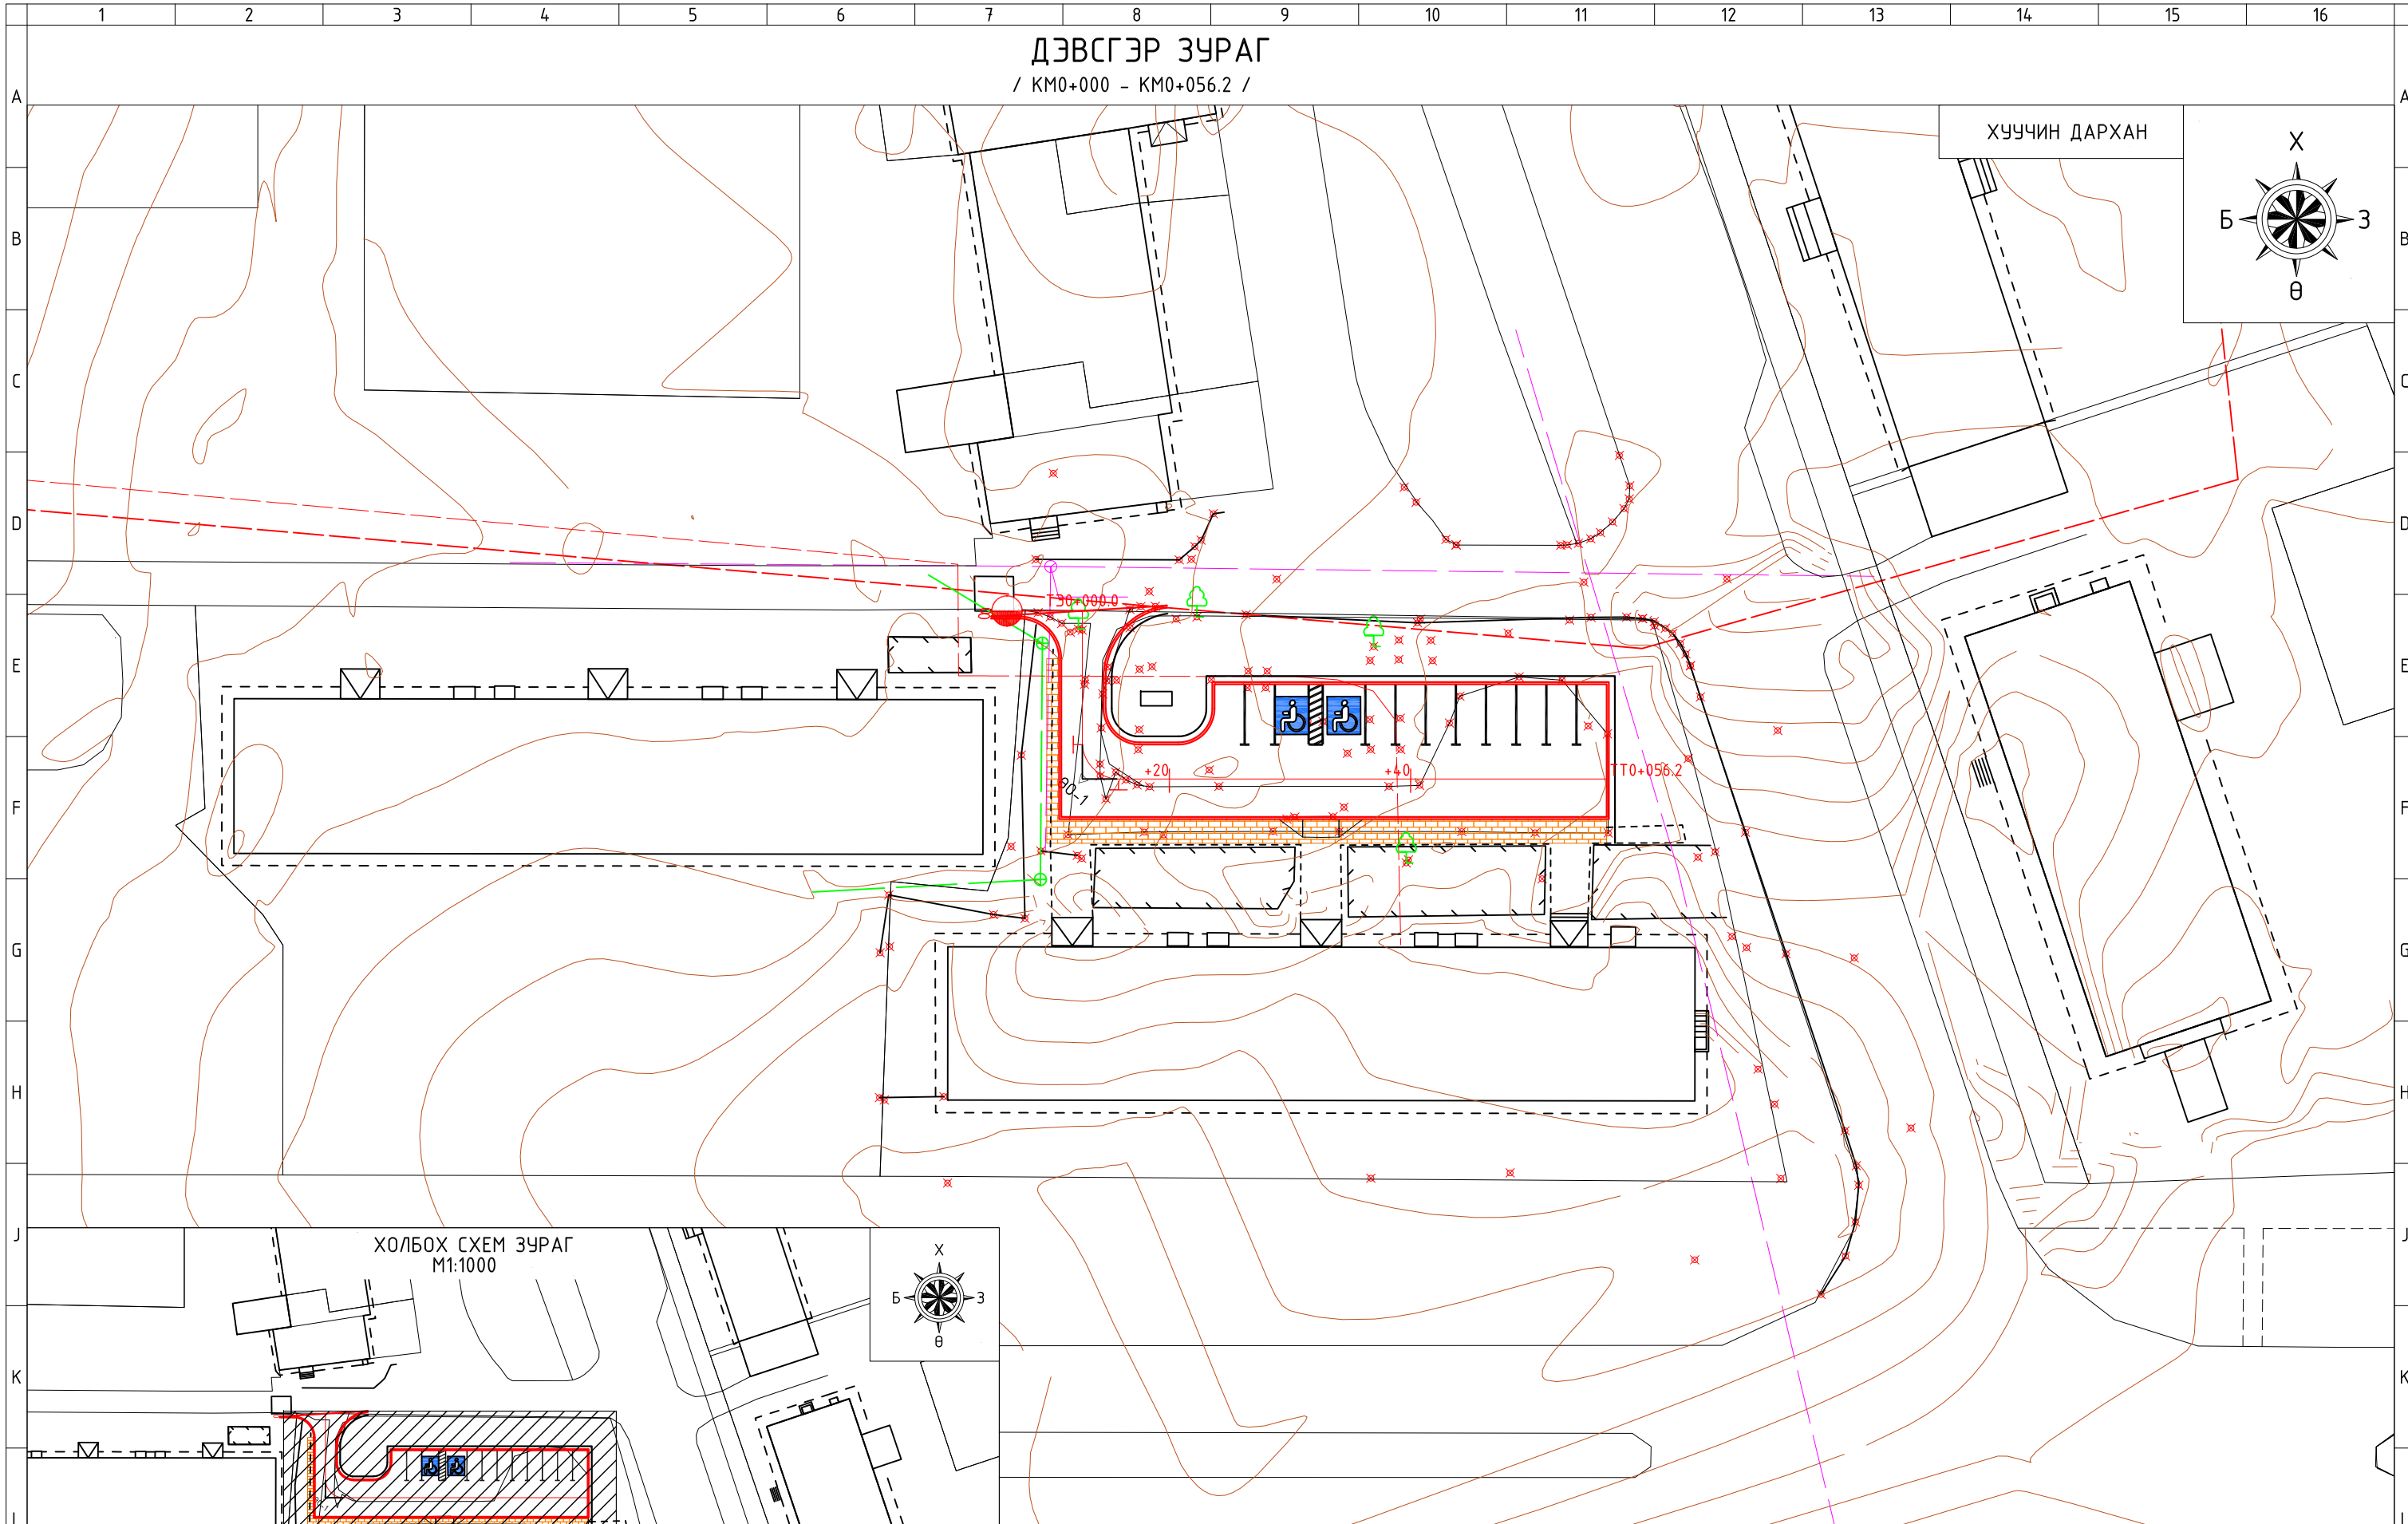 1 2 3 4 5 6 7 8 9 10 11 12 13 14 15 16
ДЭВСГЭР ЗУРАГ
/ КМ0+000 - КМ0+056.2 /
A A
ХУУЧИН ДАРХАН
Х
Б З
Ө
B B
C C
D D
ТЭ0+000.0
E E
+20 +40 ТТ0+056.2
F F
G G
H H
J J
ХОЛБОХ СХЕМ ЗУРАГ
М1:1000
Х
Б З
Ө
K K
L L